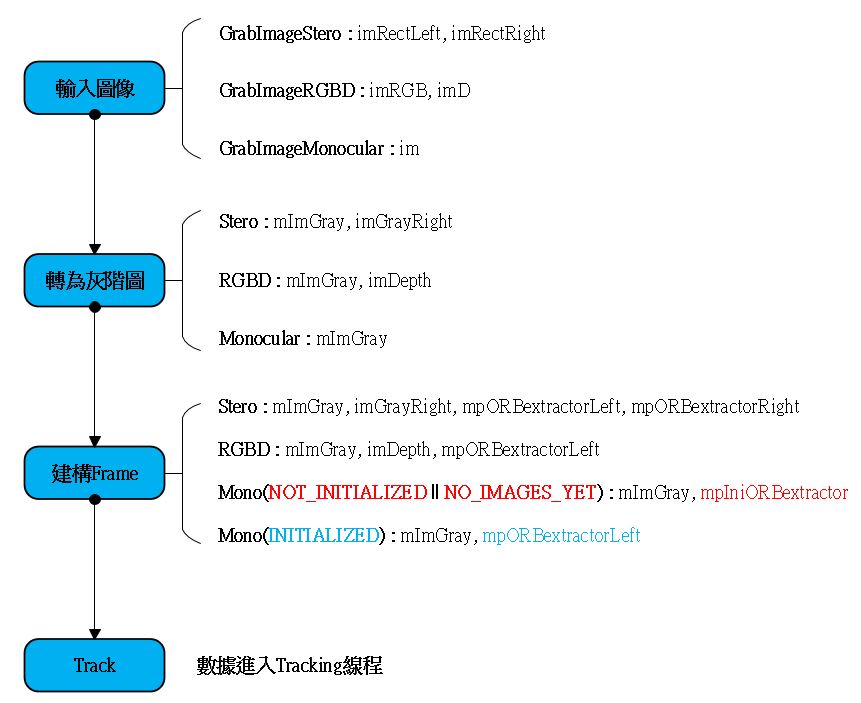 輸入圖像
GrabImageStero : imRectLeft, imRectRight
GrabImageRGBD : imRGB, imD
GrabImageMonocular : im
轉為灰階圖
Stero : mImGray, imGrayRight
RGBD : mImGray, imDepth
Monocular : mImGray
建構Frame
Stero : mImGray, imGrayRight, mpORBextractorLeft, mpORBextractorRight
RGBD : mImGray, imDepth, mpORBextractorLeft
Mono(NOT_INITIALIZED || NO_IMAGES_YET) : mImGray, mpIniORBextractor
Mono(INITIALIZED) : mImGray, mpORBextractorLeft
Track
數據進入Tracking線程